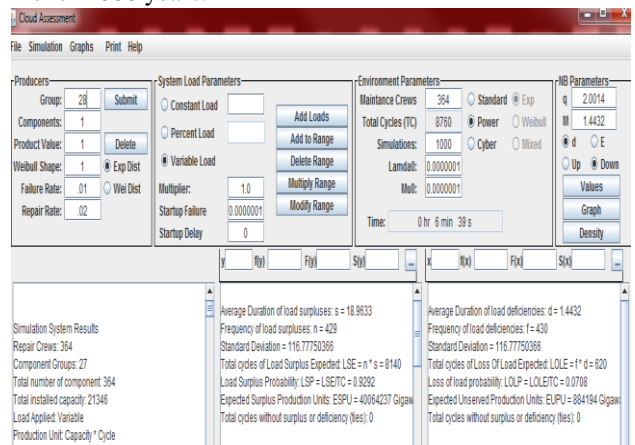 Cloud Assessment
File Simulation Graphs Print Help
Producers
Group: 28 Submit
Components: 1
Product Value: 1 Delete
Weibull Shape: 1 Exp Dist
Failure Rate: .01 Wei Dist
Repair Rate: .02
System Load Parameters
Constant Load
Percent Load
Variable Load
Multiplier: 1.0
Startup Failure 0.0000001
Startup Delay 0
Add Loads
Add to Range
Delete Range
Multiply Range
Modify Range
Environment Parameters
Maintance Crews 364 Standard Exp
Total Cycles (TC) 8760 Power Weibull
Simulations: 1000 Cyber Mixed
Lamda0: 0.0000001
Mu0: 0.0000001
Time: 0 hr 6 min 39 s
NB Parameters
q 2.0014
M 1.4432
d E
Up Down
Values
Graph
Density
y f(y) F(y) S(y) ...
x f(x) F(x) S(x) ...
Simulation System Results
Repair Crews: 364
Component Groups: 27
Total number of component: 364
Total installed capacity: 21346
Load Applied: Variable
Production Unit: Capacity * Cycle
Average Duration of load surpluses: s = 18.9633
Frequency of load surpluses: n = 429
Standard Deviation = 116.77750366
Total cycles of Load Surplus Expected: LSE = n * s = 8140
Load Surplus Probability: LSP = LSE/TC = 0.9292
Expected Surplus Production Units: ESPU = 40064237 Gigaw
Total cycles without surplus or deficiency (ties): 0
Average Duration of load deficiencies: d = 1.4432
Frequency of load deficiencies: f = 430
Standard Deviation = 116.77750366
Total cycles of Loss Of Load Expected: LOLE = f * d = 620
Loss of load probability: LOLP = LOLE/TC = 0.0708
Expected Unserved Production Units: EUPU = 884194 Gigaw
Total cycles without surplus or deficiency (ties): 0